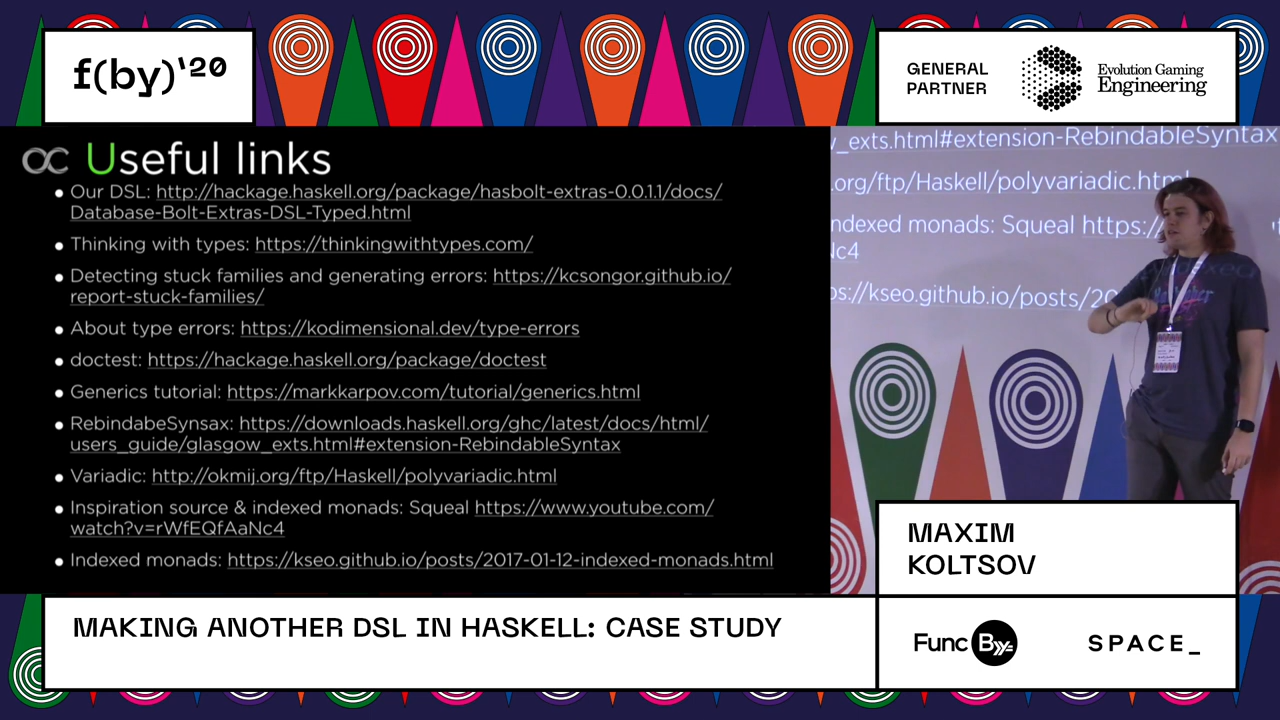 f(by)'20
GENERAL
PARTNER
Evolution Gaming
Engineering
Useful links
Our DSL: http://hackage.haskell.org/package/hasbolt-extras-0.0.1.1/docs/
Database-Bolt-Extras-DSL-Typed.html
Thinking with types: https://thinkingwithtypes.com/
Detecting stuck families and generating errors: https://kcsongor.github.io/
report-stuck-families/
About type errors: https://kodimensional.dev/type-errors
doctest: https://hackage.haskell.org/package/doctest
Generics tutorial: https://markkarpov.com/tutorial/generics.html
RebindabeSynsax: https://downloads.haskell.org/ghc/latest/docs/html/
users_guide/glasgow_exts.html#extension-RebindableSyntax
Variadic: http://okmij.org/ftp/Haskell/polyvariadic.html
Inspiration source & indexed monads: Squeal https://www.youtube.com/
watch?v=rWfEQfAaNc4
Indexed monads: https://kseo.github.io/posts/2017-01-12-indexed-monads.html
_exts.html#extension-RebindableSyntax
.org/ftp/Haskell/polyvariadic.html
ndexed monads: Squeal https://
Nc4
os://kseo.github.io/posts/20
MAXIM
KOLTSOV
MAKING ANOTHER DSL IN HASKELL: CASE STUDY
Func By
SPACE_